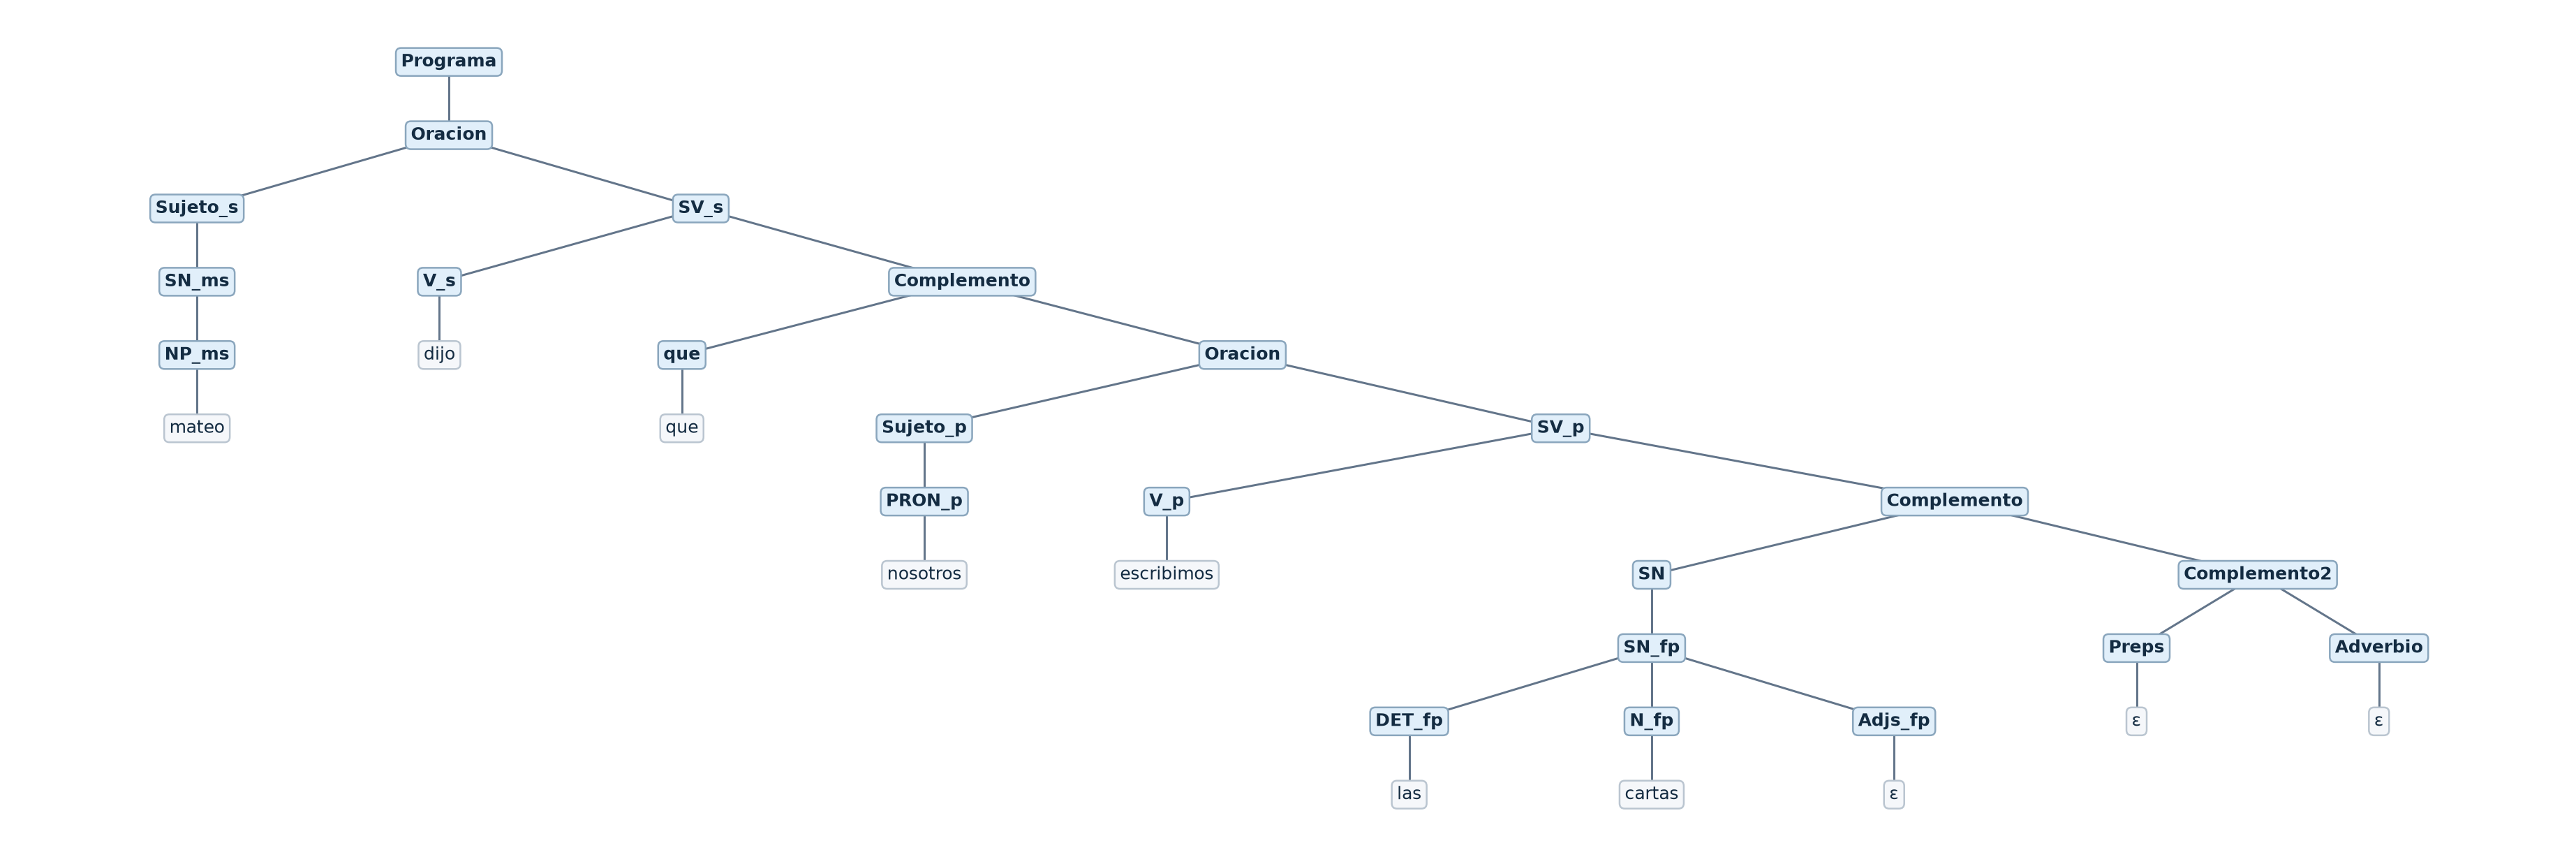 Programa
Oracion
Sujeto_s SV_s
SN_ms V_s Complemento
NP_ms dijo que Oracion
mateo que Sujeto_p SV_p
PRON_p V_p Complemento
nosotros escribimos SN Complemento2
SN_fp Preps Adverbio
DET_fp N_fp Adjs_fp ε ε
las cartas ε